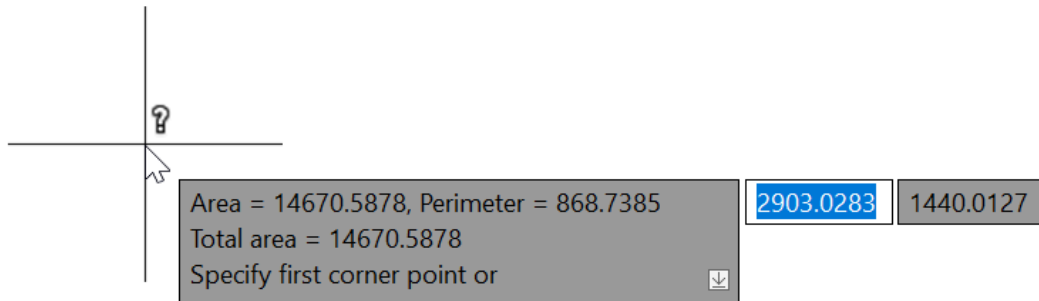 Area = 14670.5878, Perimeter = 868.7385 2903.0283 1440.0127
Total area = 14670.5878
Specify first corner point or